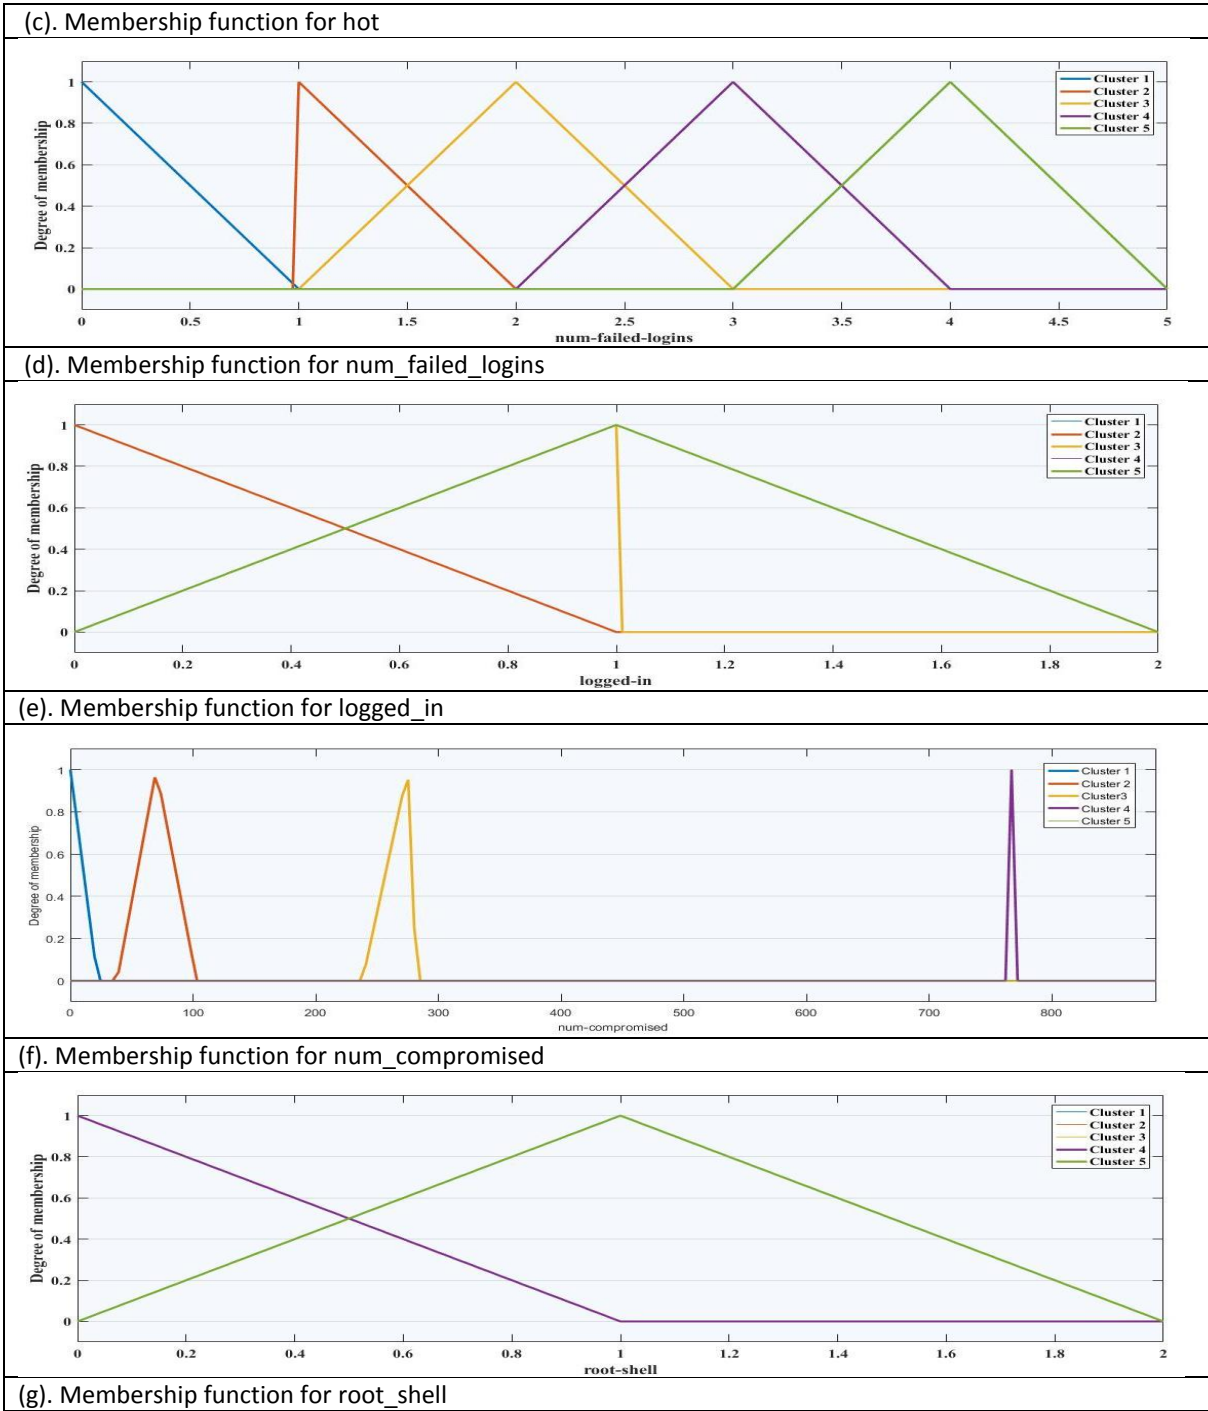 (c). Membership function for hot
Degree of membership
1
0.8
0.6
0.4
0.2
0
0 0.5 1 1.5 2 2.5 3 3.5 4 4.5 5
num-failed-logins
Cluster 1
Cluster 2
Cluster 3
Cluster 4
Cluster 5
(d). Membership function for num_failed_logins
Degree of membership
1
0.8
0.6
0.4
0.2
0
0 0.2 0.4 0.6 0.8 1 1.2 1.4 1.6 1.8 2
logged-in
Cluster 1
Cluster 2
Cluster 3
Cluster 4
Cluster 5
(e). Membership function for logged_in
Degree of membership
1
0.8
0.6
0.4
0.2
0
0 100 200 300 400 500 600 700 800
num-compromised
Cluster 1
Cluster 2
Cluster3
Cluster 4
Cluster 5
(f). Membership function for num_compromised
Degree of membership
1
0.8
0.6
0.4
0.2
0
0 0.2 0.4 0.6 0.8 1 1.2 1.4 1.6 1.8 2
root-shell
Cluster 1
Cluster 2
Cluster 3
Cluster 4
Cluster 5
(g). Membership function for root_shell